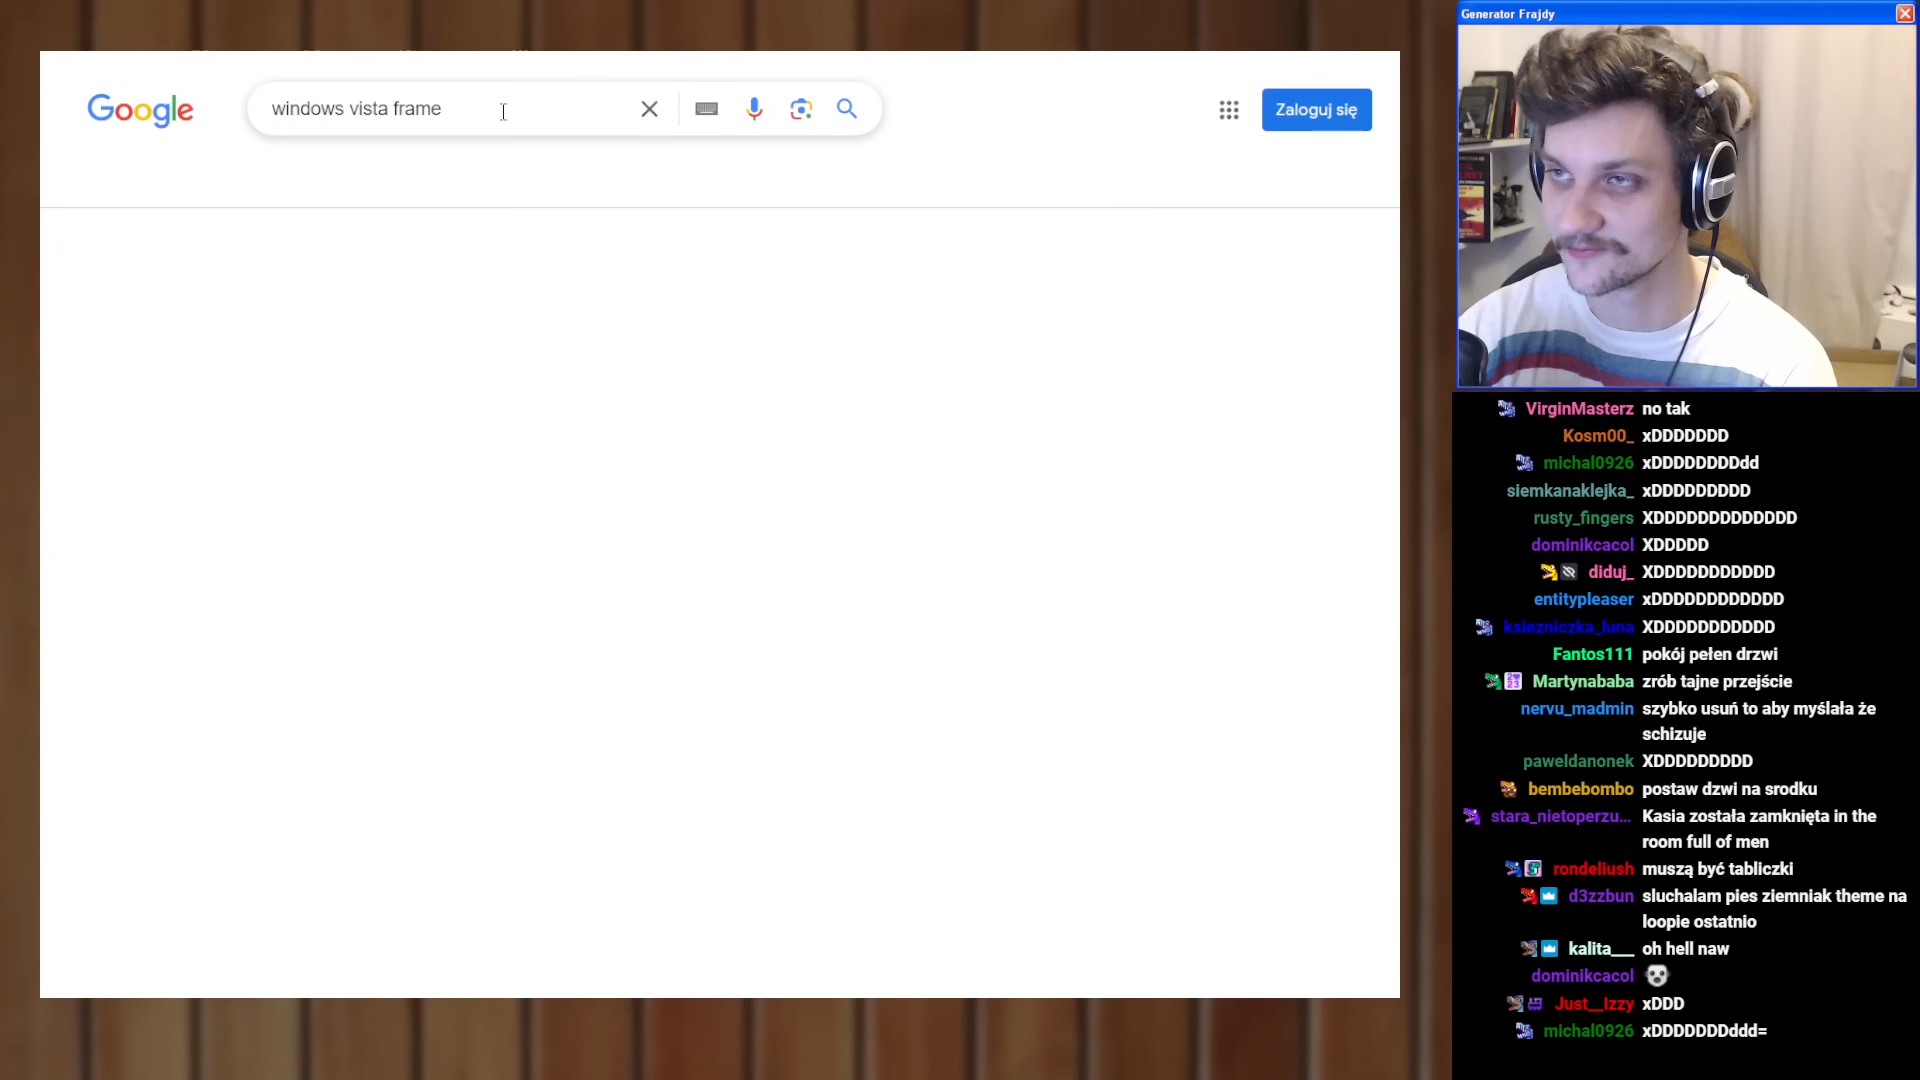 Google
windows vista frame
Zaloguj się
Generator Frajdy
VirginMasterz no tak
Kosm00_ xDDDDDDD
michal0926 xDDDDDDDDdd
siemkanaklejka_ xDDDDDDDDD
rusty_fingers XDDDDDDDDDDDDD
dominikcacol XDDDDD
diduj_ XDDDDDDDDDDD
entitypleaser xDDDDDDDDDDDD
ksiezniczka_luna XDDDDDDDDDDD
Fantos111 pokój pełen drzwi
Martynababa zrób tajne przejście
nervu_madmin szybko usuń to aby myślała że
schizuje
paweldanonek XDDDDDDDDD
bembebombo postaw dzwi na srodku
stara_nietoperzu... Kasia została zamknięta in the
room full of men
rondeliush muszą być tabliczki
d3zzbun sluchalam pies ziemniak theme na
loopie ostatnio
kalita___ oh hell naw
dominikcacol
Just__Izzy xDDD
michal0926 xDDDDDDDddd=